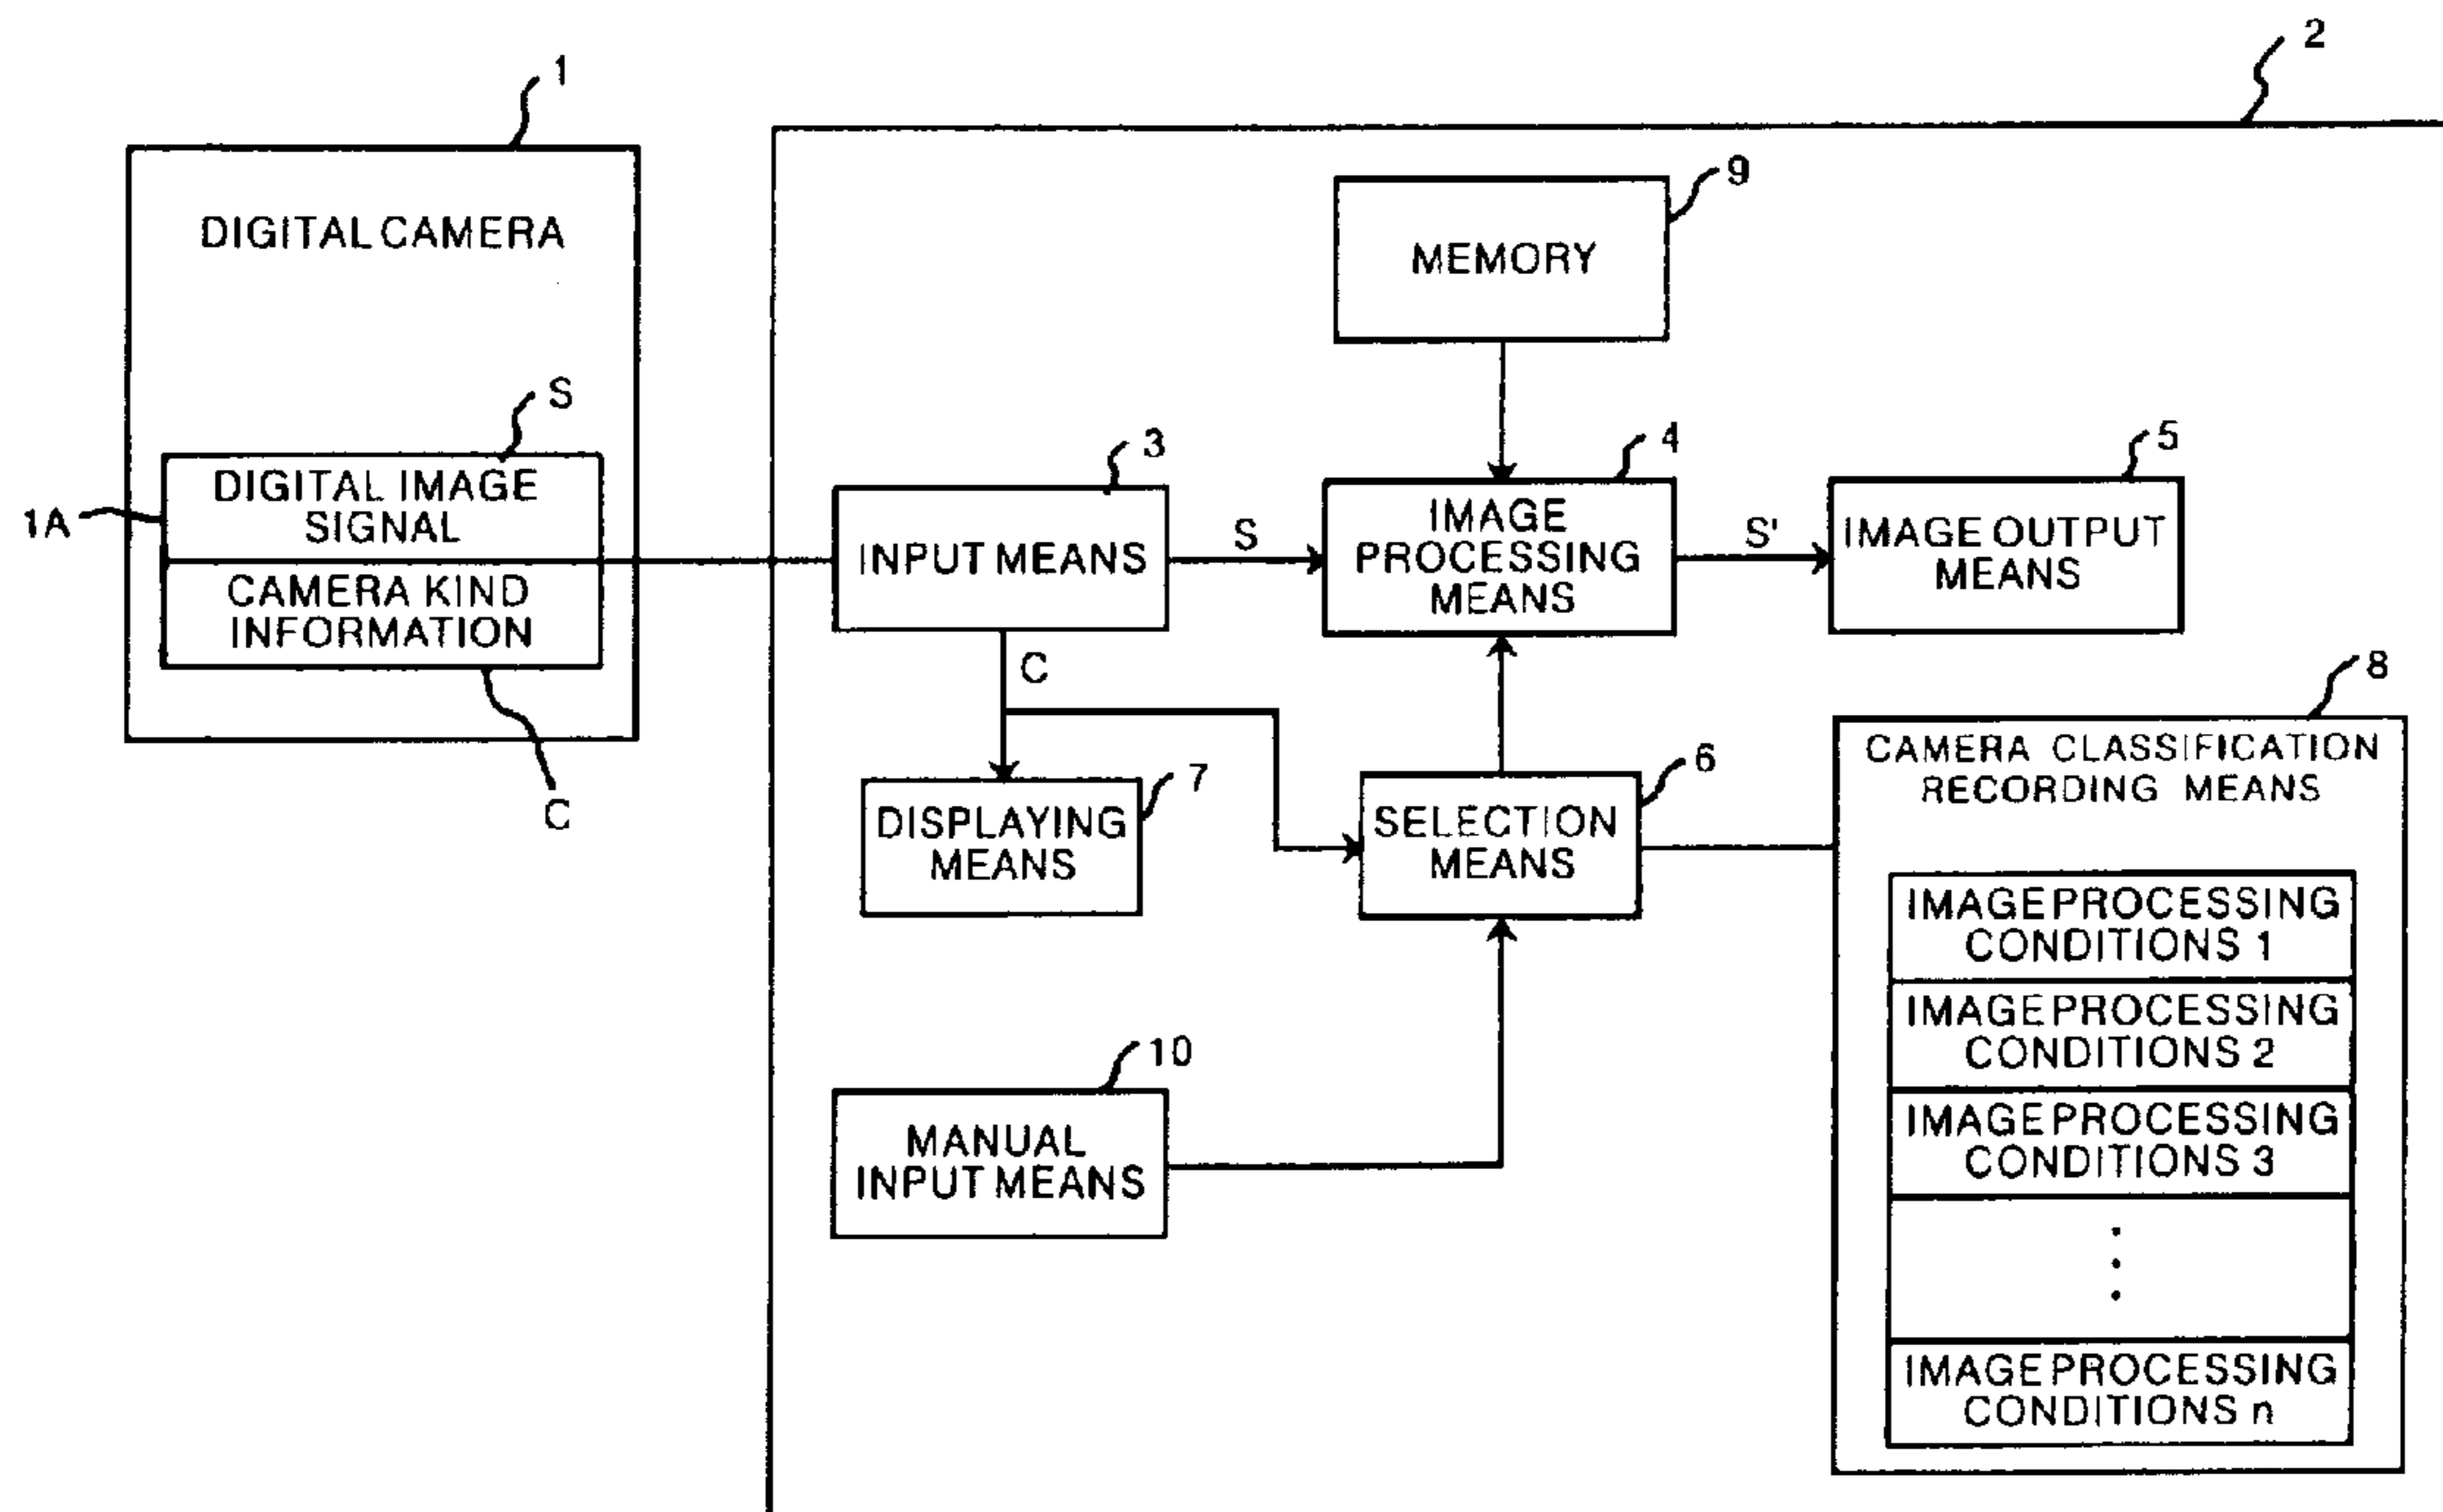 2
1
DIGITAL CAMERA
S
DIGITAL IMAGE
SIGNAL
1A
CAMERA KIND
INFORMATION
C
9
MEMORY
3
INPUT MEANS
S
4
IMAGE
PROCESSING
MEANS
S'
5
IMAGE OUTPUT
MEANS
C
7
DISPLAYING
MEANS
6
SELECTION
MEANS
8
CAMERA CLASSIFICATION
RECORDING MEANS
IMAGE PROCESSING
CONDITIONS 1
IMAGE PROCESSING
CONDITIONS 2
IMAGE PROCESSING
CONDITIONS 3
IMAGE PROCESSING
CONDITIONS n
10
MANUAL
INPUT MEANS